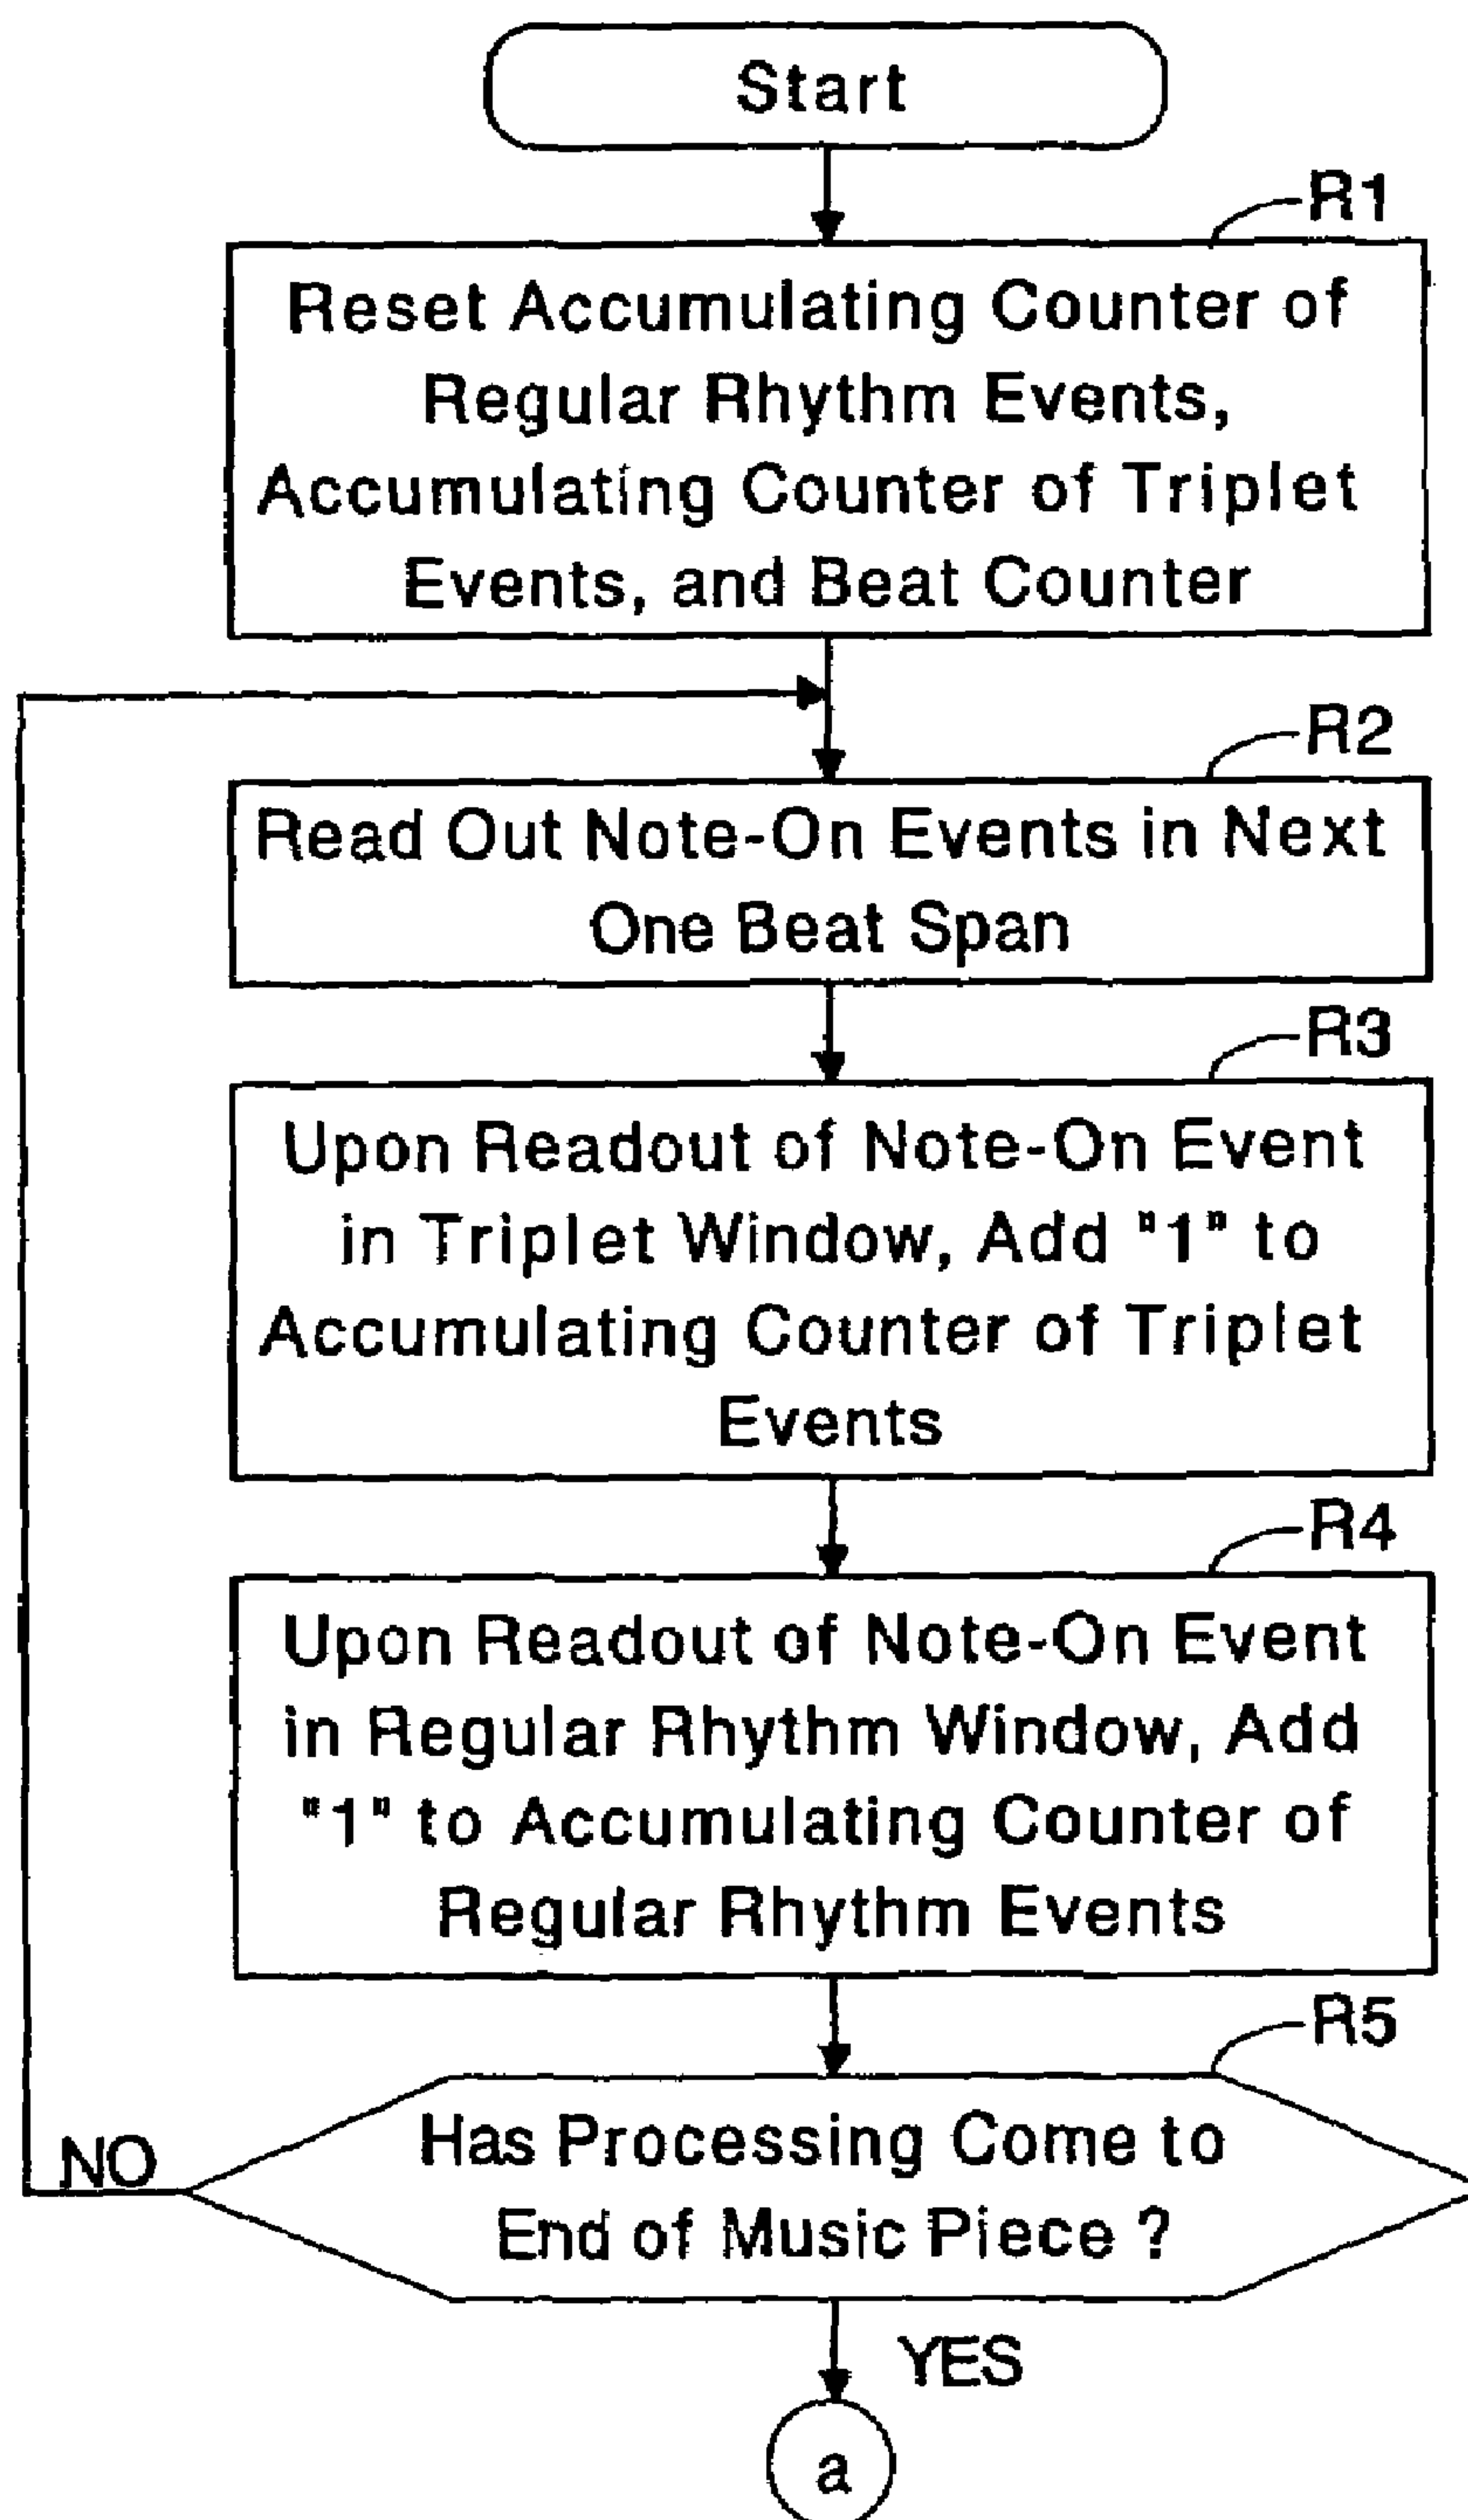 Start
R1
Reset Accumulating Counter of
Regular Rhythm Events,
Accumulating Counter of Triplet
Events, and Beat Counter
R2
Read Out Note-On Events in Next
One Beat Span
R3
Upon Readout of Note-On Event
in Triplet Window, Add "1" to
Accumulating Counter of Triplet
Events
R4
Upon Readout of Note-On Event
in Regular Rhythm Window, Add
"1" to Accumulating Counter of
Regular Rhythm Events
R5
Has Processing Come to
End of Music Piece ?
NO
YES
a